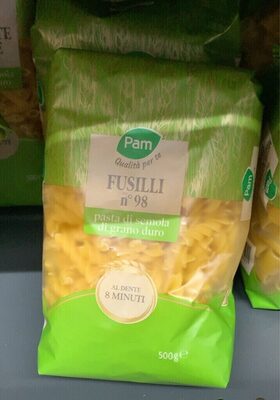 Pam
Qualità per te
FUSILLI
n° 98
pasta di semola
di grano duro
AL DENTE
8 MINUTI
500g e